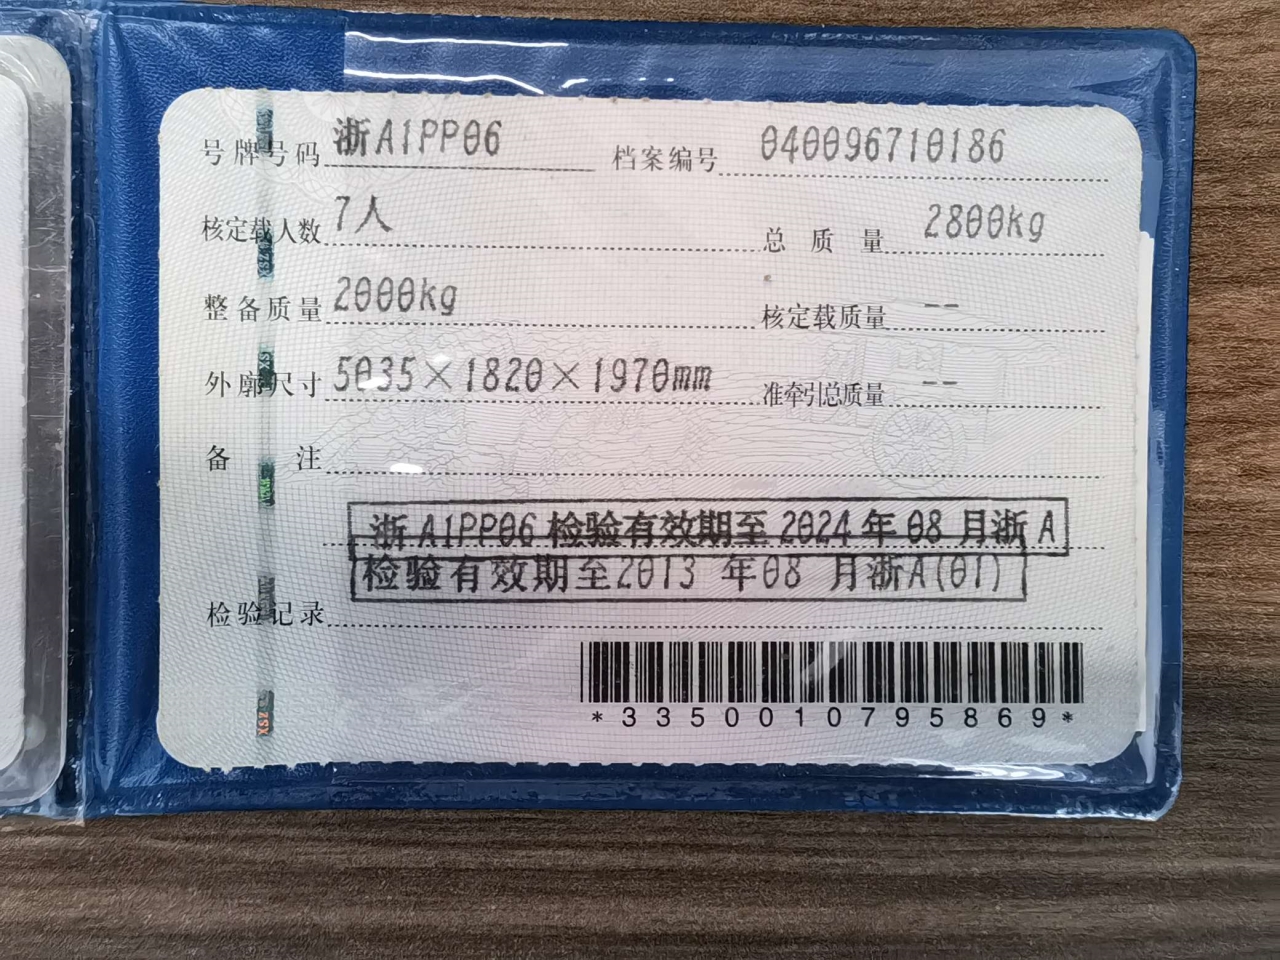 号牌号码 浙A1PP06 档案编号 040096710186
核定载人数 7人 总质量 2800kg
整备质量 2000kg 核定载质量 --
外廓尺寸 5035×1820×1970mm 准牵引总质量 --
备注
浙A1PP06 检验有效期至2024年08月浙A
检验有效期至2013 年08 月浙A(01)
检验记录
*3350010795869*